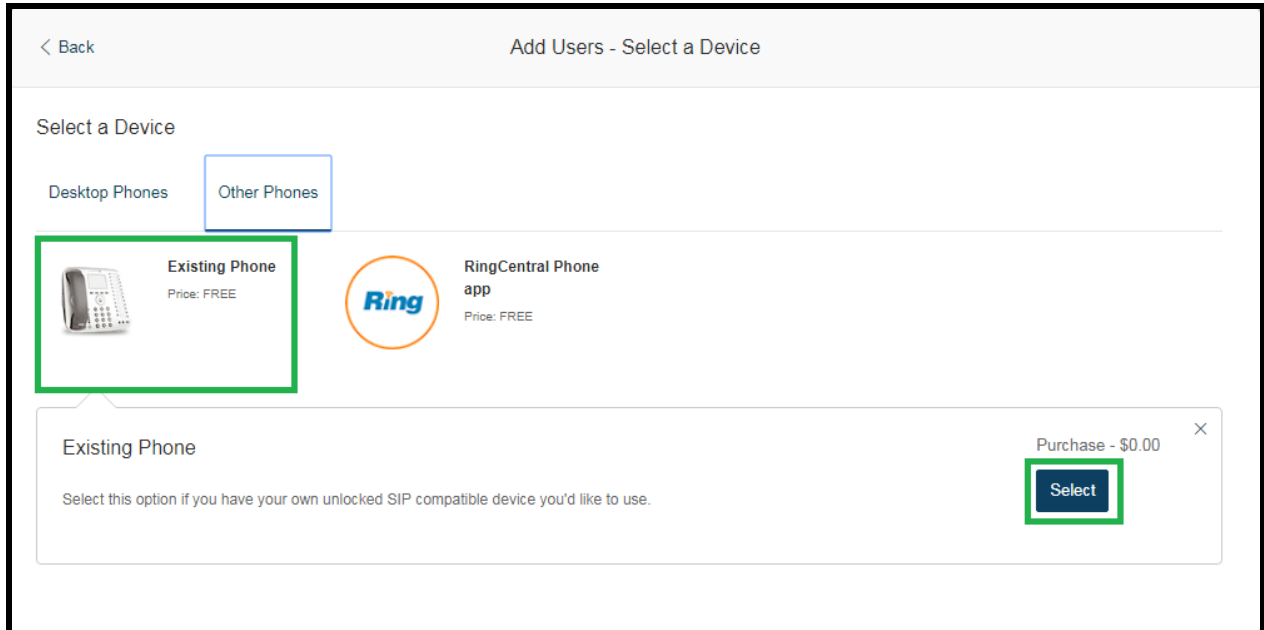 Back
Add Users - Select a Device
Select a Device
Desktop Phones
Other Phones
Existing Phone
Price: FREE
Ring
RingCentral Phone
app
Price: FREE
Existing Phone
Purchase - $0.00
Select
Select this option if you have your own unlocked SIP compatible device you'd like to use.